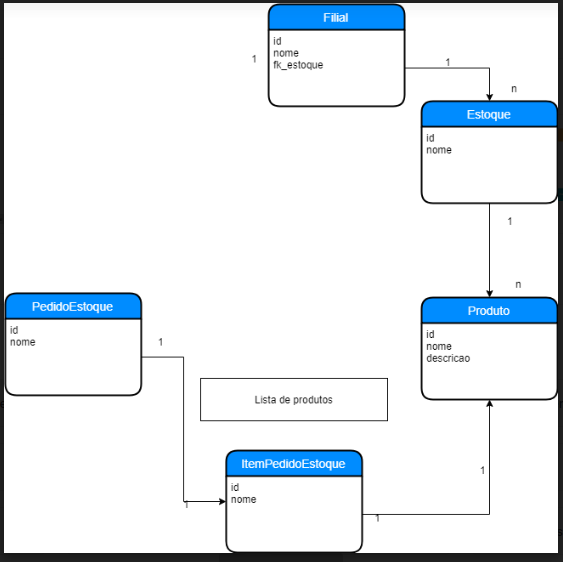 Filial
id
nome
fk_estoque
1
1
n
Estoque
id
nome
1
n
PedidoEstoque
id
nome
1
Produto
id
nome
descricao
Lista de produtos
ItemPedidoEstoque
id
nome
1
1
1